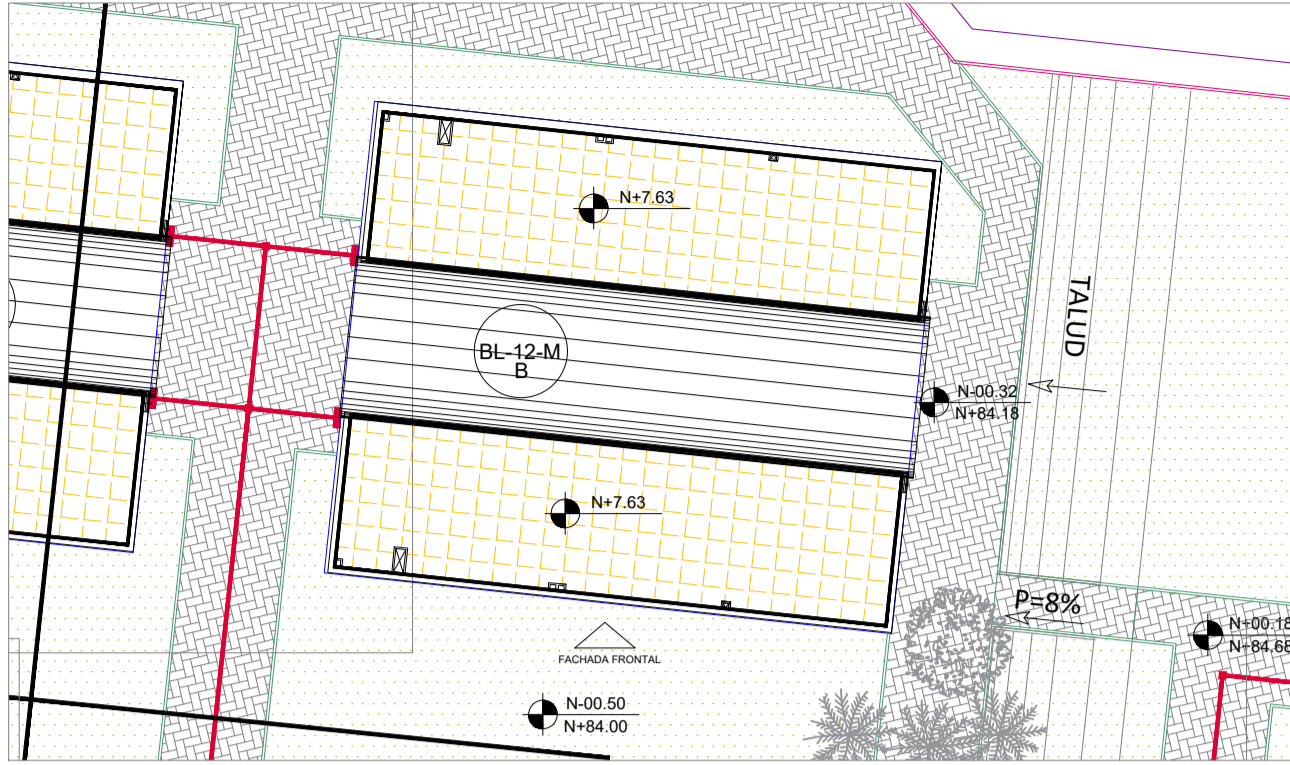 N+7.63
TALUD
BL-12-M
B
N-00.32
N+84.18
N+7.63
P=8%
FACHADA FRONTAL
N-00.50
N+84.00